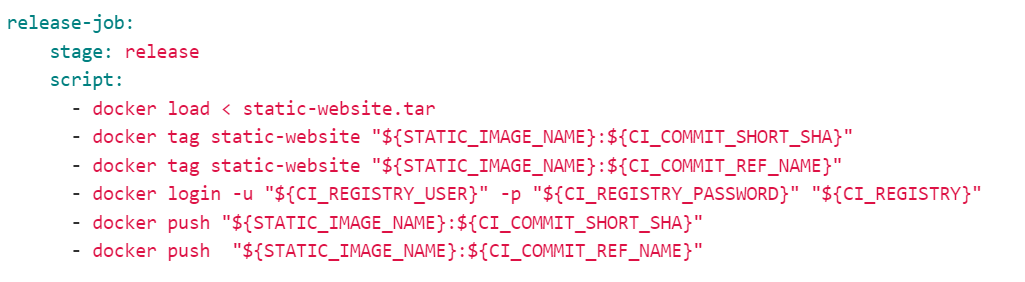 release-job:
    stage: release
    script:
      - docker load < static-website.tar
      - docker tag static-website "${STATIC_IMAGE_NAME}:${CI_COMMIT_SHORT_SHA}"
      - docker tag static-website "${STATIC_IMAGE_NAME}:${CI_COMMIT_REF_NAME}"
      - docker login -u "${CI_REGISTRY_USER}" -p "${CI_REGISTRY_PASSWORD}" "${CI_REGISTRY}"
      - docker push "${STATIC_IMAGE_NAME}:${CI_COMMIT_SHORT_SHA}"
      - docker push  "${STATIC_IMAGE_NAME}:${CI_COMMIT_REF_NAME}"